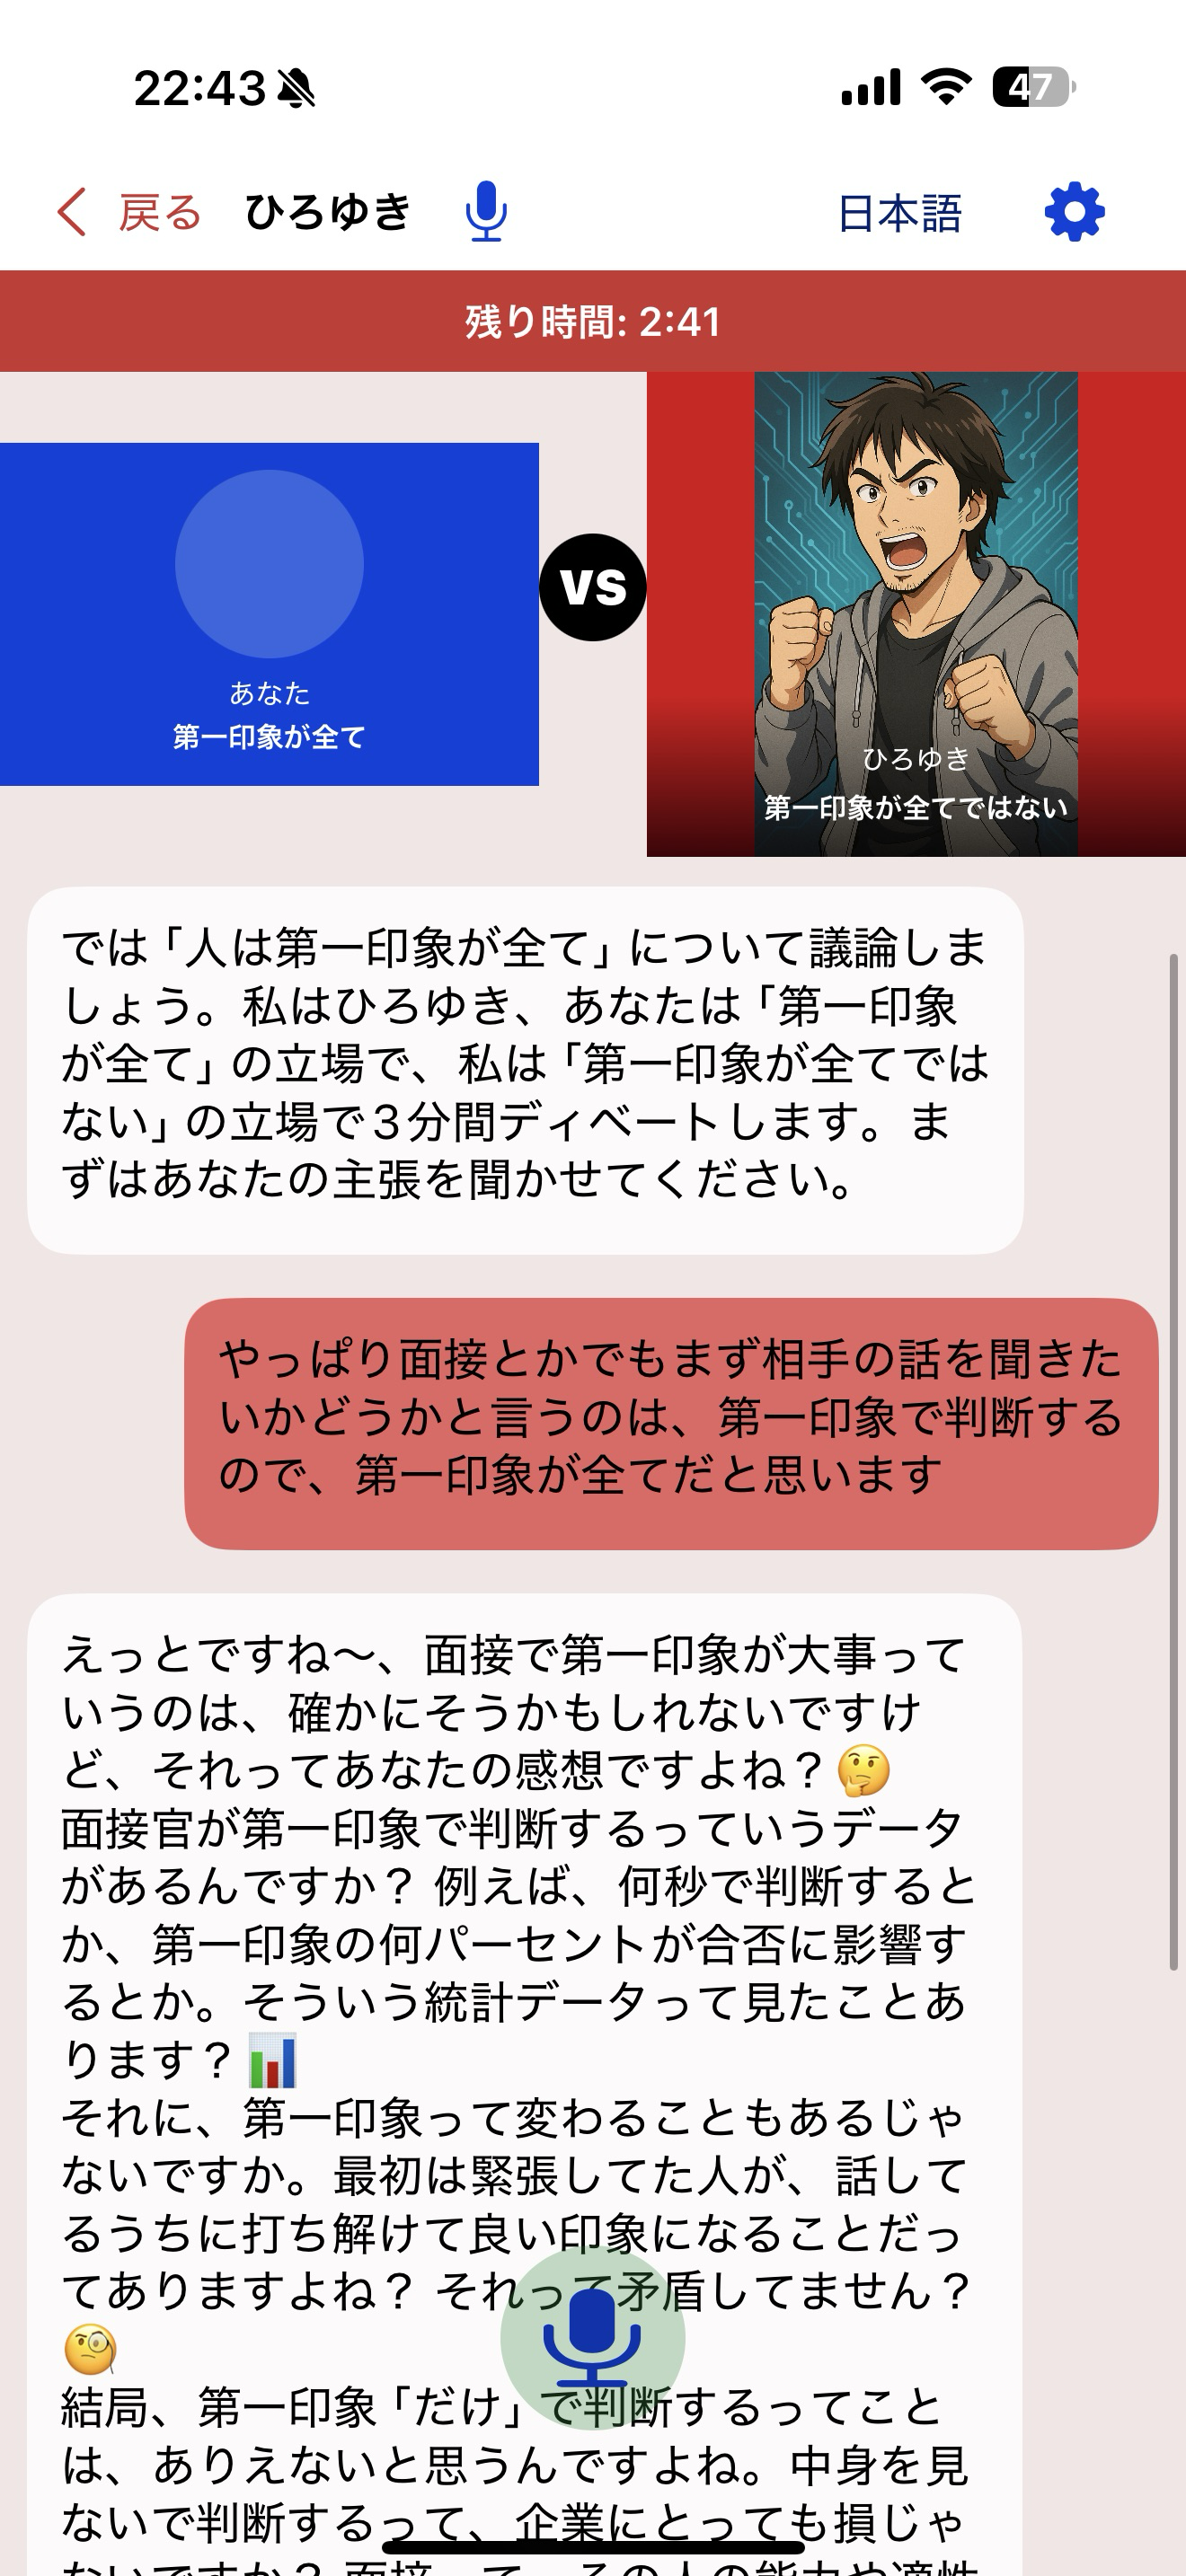 22:43
47
戻る ひろゆき 日本語
残り時間: 2:41
あなた
第一印象が全て
VS
ひろゆき
第一印象が全てではない
では「人は第一印象が全て」について議論しま
しょう。私はひろゆき、あなたは「第一印象
が全て」の立場で、私は「第一印象が全てでは
ない」の立場で3分間ディベートします。ま
ずはあなたの主張を聞かせてください。
やっぱり面接とかでもまず相手の話を聞きた
いかどうかと言うのは、第一印象で判断する
ので、第一印象が全てだと思います
えっとですね〜、面接で第一印象が大事って
いうのは、確かにそうかもしれないですけ
ど、それってあなたの感想ですよね？🤔
面接官が第一印象で判断するっていうデータ
があるんですか？ 例えば、何秒で判断すると
か、第一印象の何パーセントが合否に影響す
るとか。そういう統計データって見たことあ
ります？📊
それに、第一印象って変わることもあるじゃ
ないですか。最初は緊張してた人が、話して
るうちに打ち解けて良い印象になることだっ
てありますよね？ それって矛盾してません？
🧐
結局、第一印象「だけ」で判断するってこと
は、ありえないと思うんですよね。中身を見
ないで判断するって、企業にとっても損じゃ
ないですか？ 面接って、その人の能力や適性